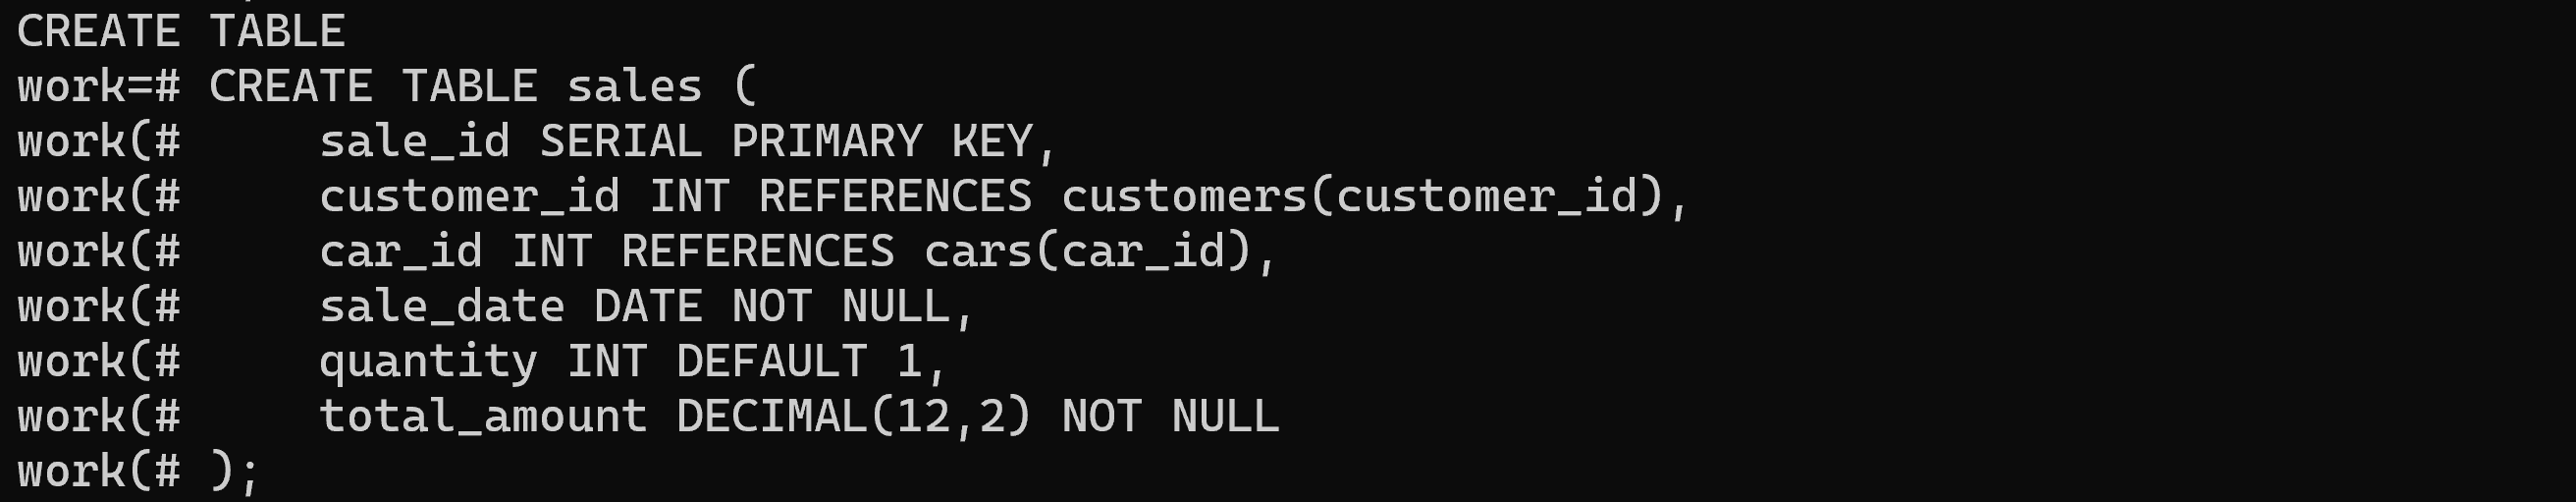 CREATE TABLE
work=# CREATE TABLE sales (
work(#     sale_id SERIAL PRIMARY KEY,
work(#     customer_id INT REFERENCES customers(customer_id),
work(#     car_id INT REFERENCES cars(car_id),
work(#     sale_date DATE NOT NULL,
work(#     quantity INT DEFAULT 1,
work(#     total_amount DECIMAL(12,2) NOT NULL
work(# );